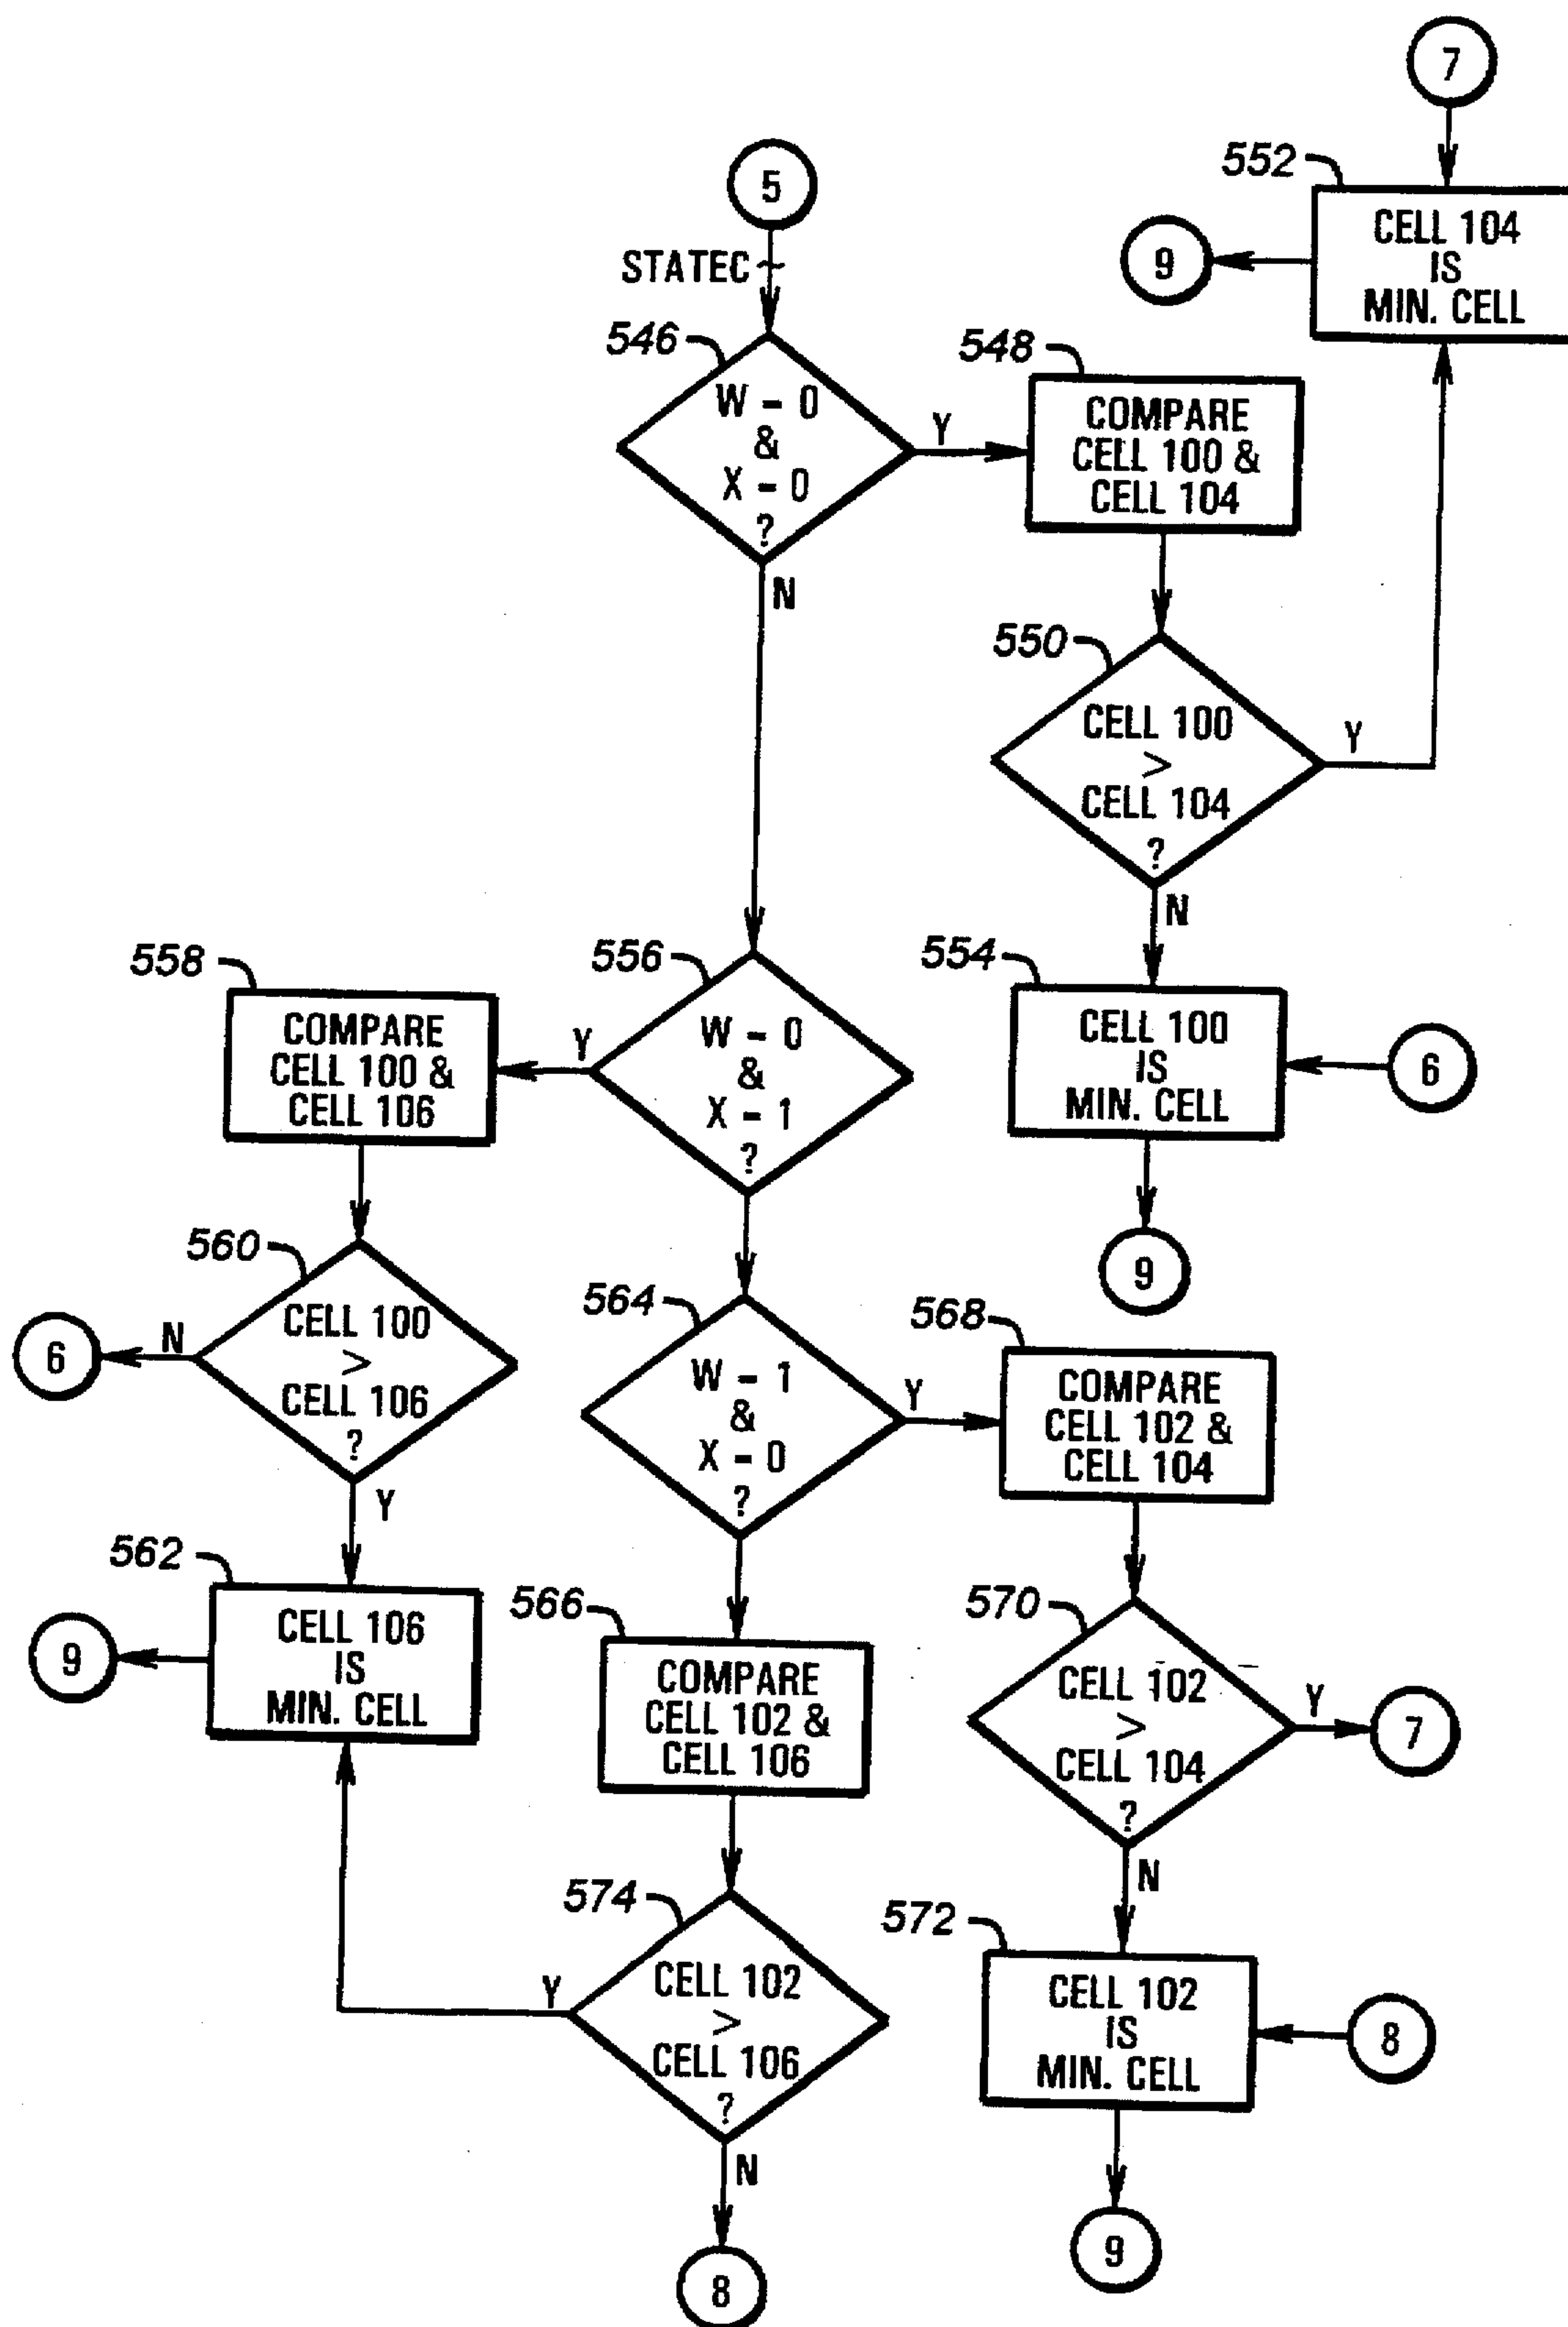 7
552
CELL 104
IS
MIN. CELL
9
5
STATEC
546
W = 0
&
X = 0
?
Y
N
548
COMPARE
CELL 100 &
CELL 104
550
CELL 100
>
CELL 104
?
Y
N
554
CELL 100
IS
MIN. CELL
6
9
556
W = 0
&
X = 1
?
Y
558
COMPARE
CELL 100 &
CELL 106
560
CELL 100
>
CELL 106
?
N
6
Y
562
CELL 106
IS
MIN. CELL
9
564
W = 1
&
X = 0
?
Y
568
COMPARE
CELL 102 &
CELL 104
570
CELL 102
>
CELL 104
?
Y
7
N
572
CELL 102
IS
MIN. CELL
8
9
566
COMPARE
CELL 102 &
CELL 106
574
CELL 102
>
CELL 106
?
Y
N
8